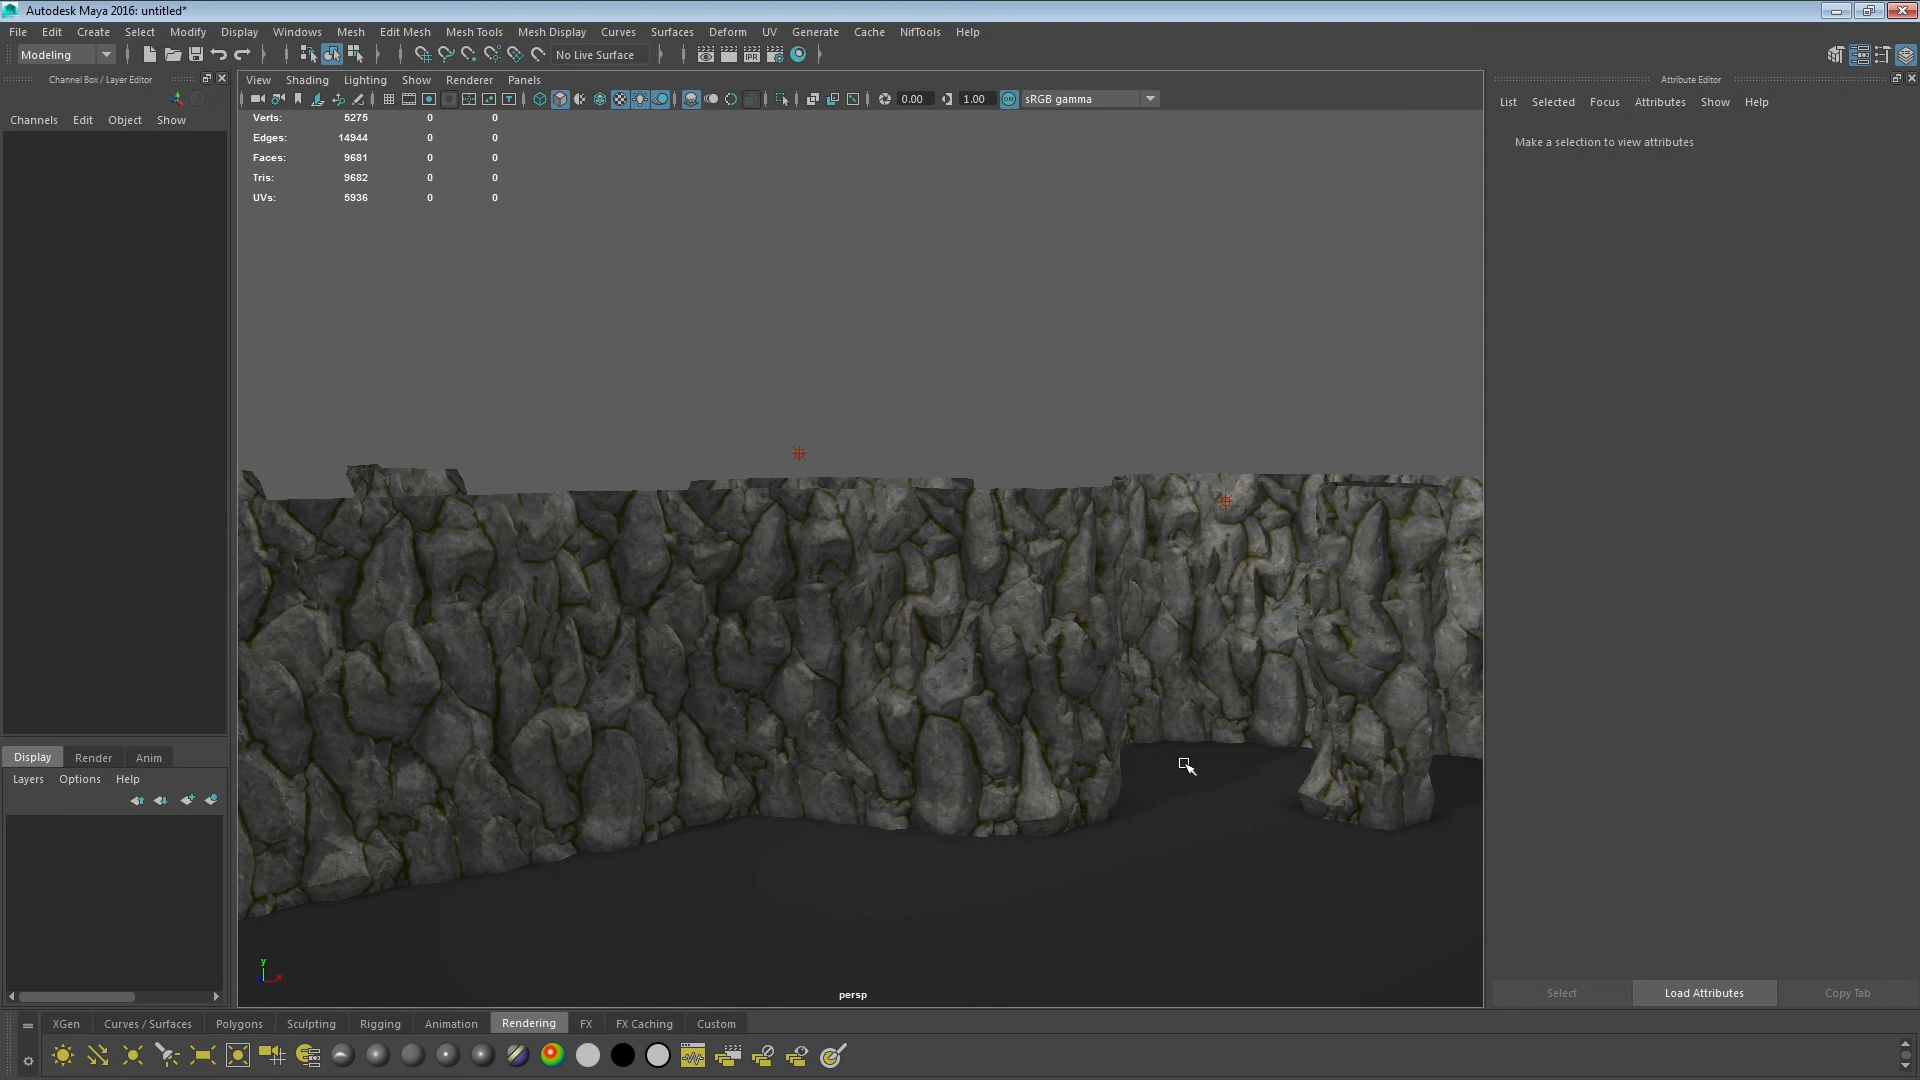 Autodesk Maya 2016: untitled*
File Edit Create Select Modify Display Windows Mesh Edit Mesh Mesh Tools Mesh Display Curves Surfaces Deform UV Generate Cache NifTools Help
Modeling No Live Surface
Channel Box / Layer Editor
Channels Edit Object Show
View Shading Lighting Show Renderer Panels
0.00 1.00 sRGB gamma
Verts: 5275 0 0
Edges: 14944 0 0
Faces: 9681 0 0
Tris: 9682 0 0
UVs: 5936 0 0
persp
y
Attribute Editor
List Selected Focus Attributes Show Help
Make a selection to view attributes
Select Load Attributes Copy Tab
Display Render Anim
Layers Options Help
XGen Curves / Surfaces Polygons Sculpting Rigging Animation Rendering FX FX Caching Custom